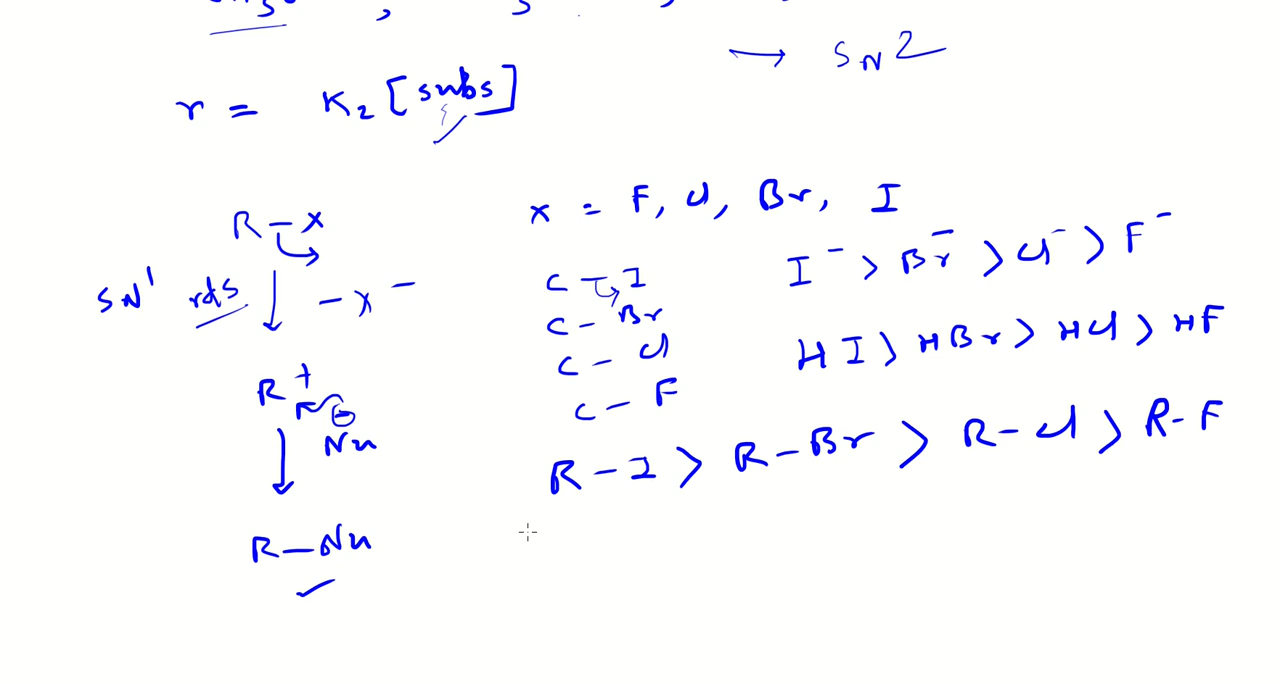 → SN2
r = K2 [subs]
R - X
SN1 rds - X⁻
R⁺ ⊖
Nu
R - Nu
x = F, Cl, Br, I
C - I
C - Br
C - Cl
C - F
I⁻ > Br⁻ > Cl⁻ > F⁻
HI > HBr > HCl > HF
R - I > R - Br > R - Cl > R - F